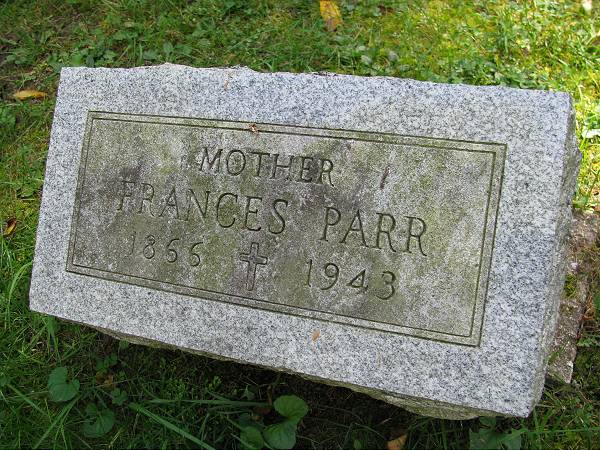 MOTHER
FRANCES PARR
1866 1943